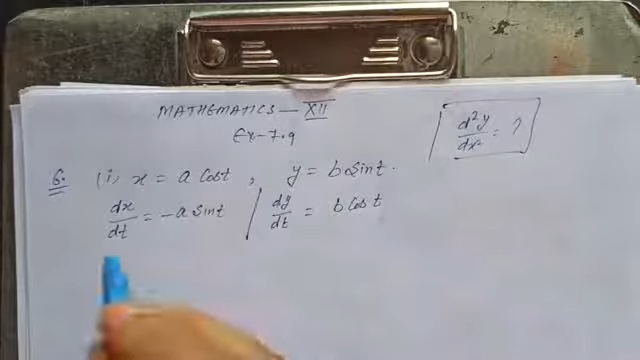 MATHEMATICS — XII
Ex-7.9
d²y/dx² = ?
6. (i) x = a Cost , y = b Sint .
dx/dt = -a Sint | dy/dt = b Cos t